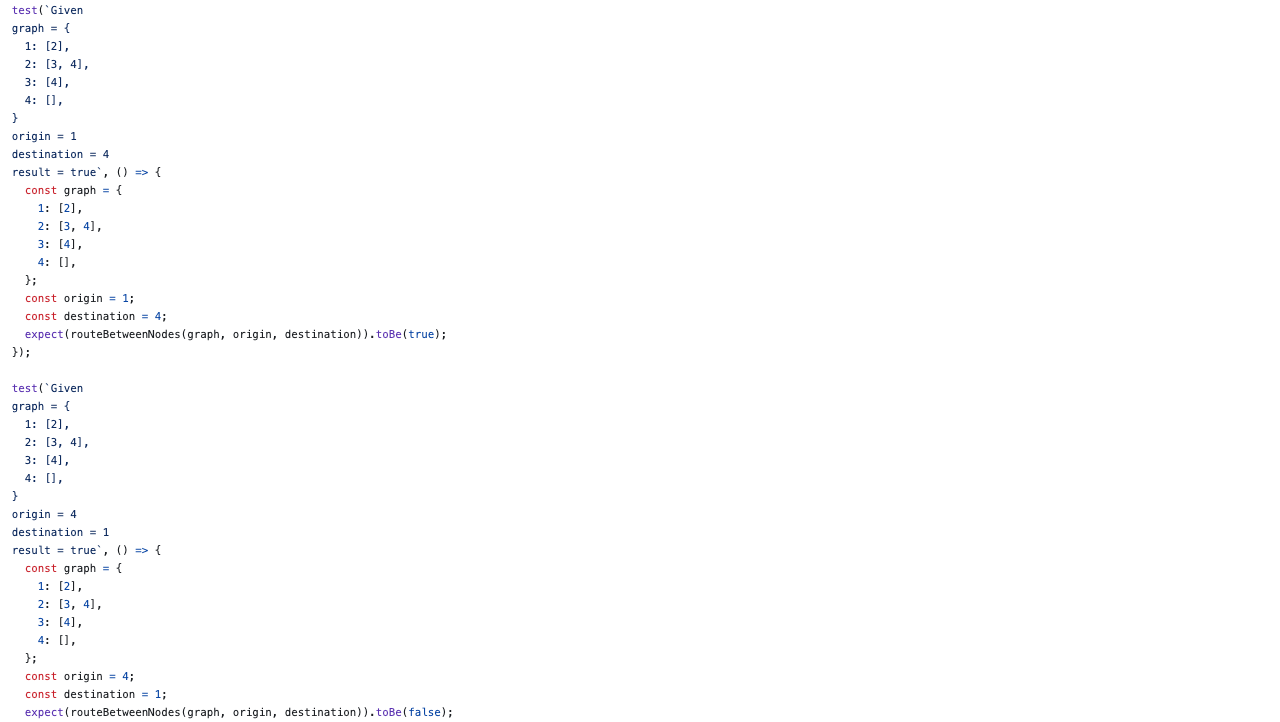 test(`Given
graph = {
  1: [2],
  2: [3, 4],
  3: [4],
  4: [],
}
origin = 1
destination = 4
result = true`, () => {
  const graph = {
    1: [2],
    2: [3, 4],
    3: [4],
    4: [],
  };
  const origin = 1;
  const destination = 4;
  expect(routeBetweenNodes(graph, origin, destination)).toBe(true);
});

test(`Given
graph = {
  1: [2],
  2: [3, 4],
  3: [4],
  4: [],
}
origin = 4
destination = 1
result = true`, () => {
  const graph = {
    1: [2],
    2: [3, 4],
    3: [4],
    4: [],
  };
  const origin = 4;
  const destination = 1;
  expect(routeBetweenNodes(graph, origin, destination)).toBe(false);